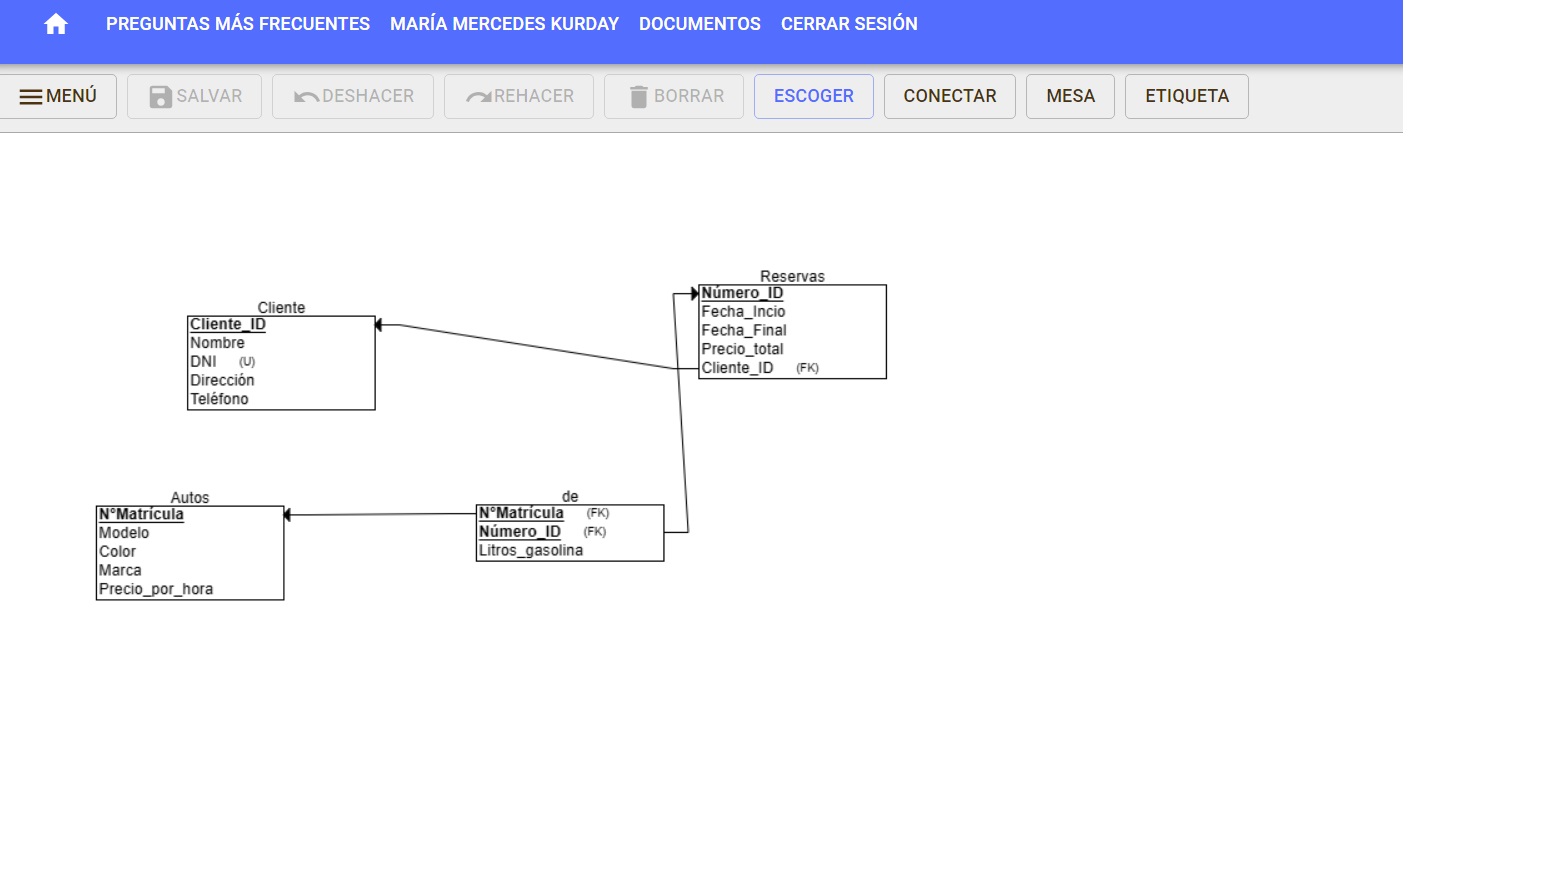 PREGUNTAS MÁS FRECUENTES MARÍA MERCEDES KURDAY DOCUMENTOS CERRAR SESIÓN
MENÚ SALVAR DESHACER REHACER BORRAR ESCOGER CONECTAR MESA ETIQUETA
Reservas
Número_ID
Fecha_Incio
Fecha_Final
Precio_total
Cliente_ID (FK)
Cliente
Cliente_ID
Nombre
DNI (U)
Dirección
Teléfono
Autos
N°Matrícula
Modelo
Color
Marca
Precio_por_hora
de
N°Matrícula (FK)
Número_ID (FK)
Litros_gasolina